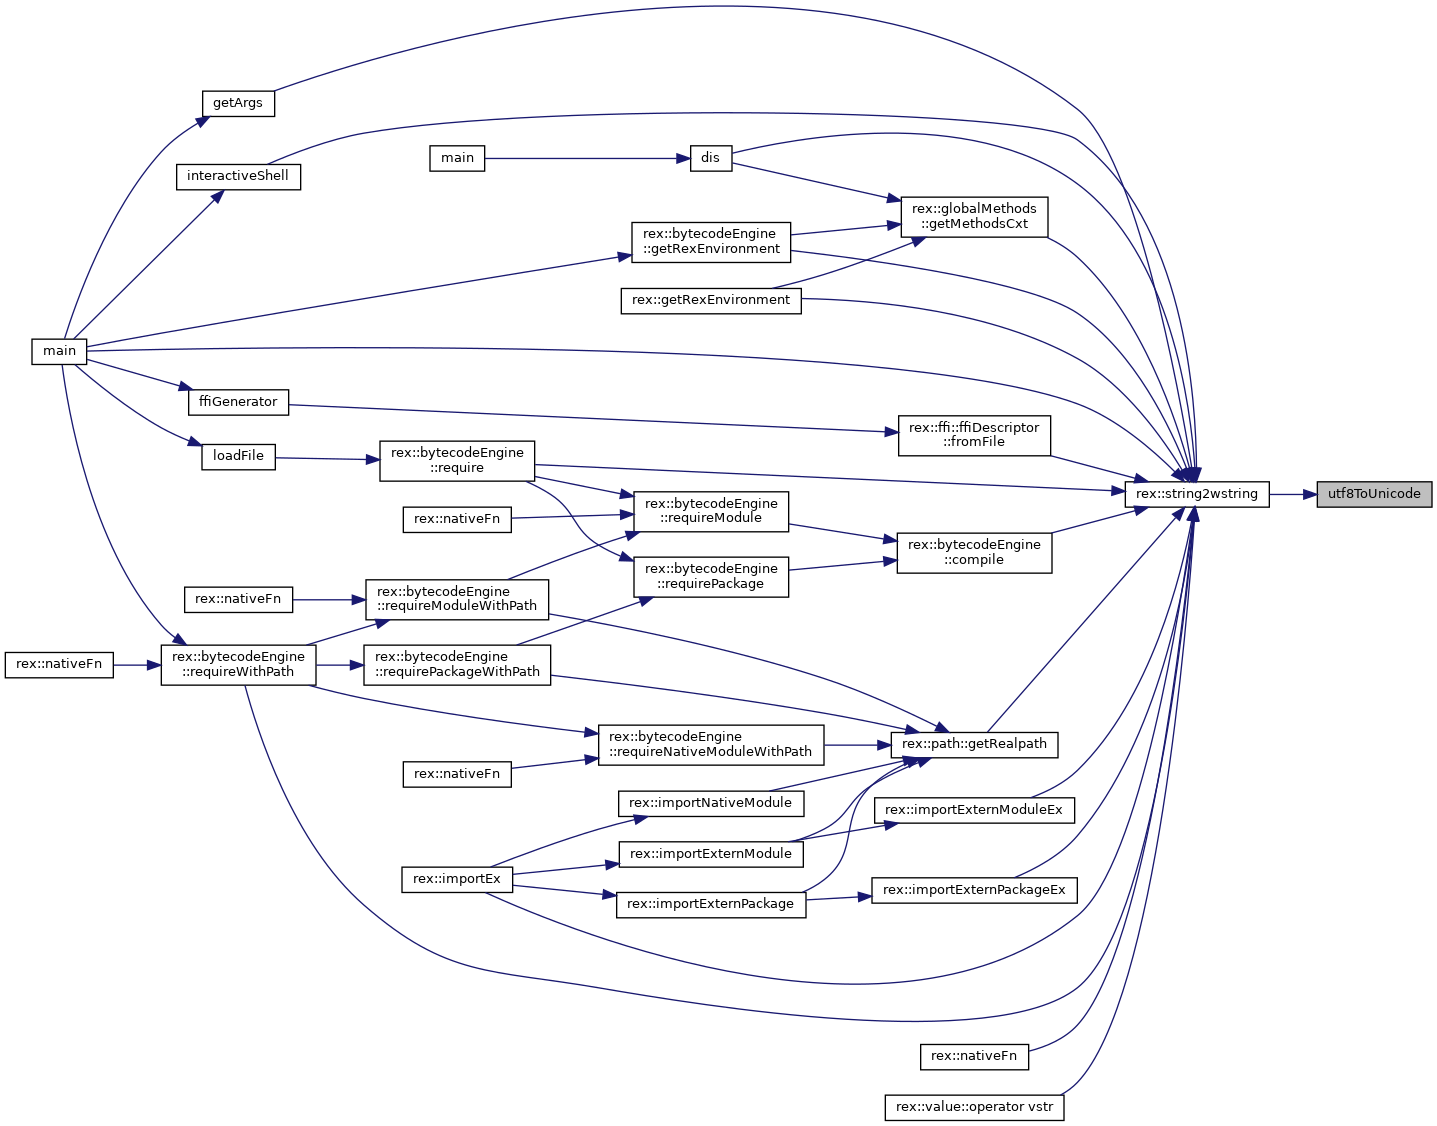 getArgs
main
dis
interactiveShell
rex::globalMethods
::getMethodsCxt
rex::bytecodeEngine
::getRexEnvironment
rex::getRexEnvironment
main
ffiGenerator
rex::ffi::ffiDescriptor
::fromFile
loadFile
rex::bytecodeEngine
::require
rex::string2wstring
utf8ToUnicode
rex::bytecodeEngine
::requireModule
rex::nativeFn
rex::bytecodeEngine
::compile
rex::bytecodeEngine
::requirePackage
rex::nativeFn
rex::bytecodeEngine
::requireModuleWithPath
rex::nativeFn
rex::bytecodeEngine
::requireWithPath
rex::bytecodeEngine
::requirePackageWithPath
rex::bytecodeEngine
::requireNativeModuleWithPath
rex::path::getRealpath
rex::nativeFn
rex::importNativeModule
rex::importExternModuleEx
rex::importExternModule
rex::importEx
rex::importExternPackageEx
rex::importExternPackage
rex::nativeFn
rex::value::operator vstr